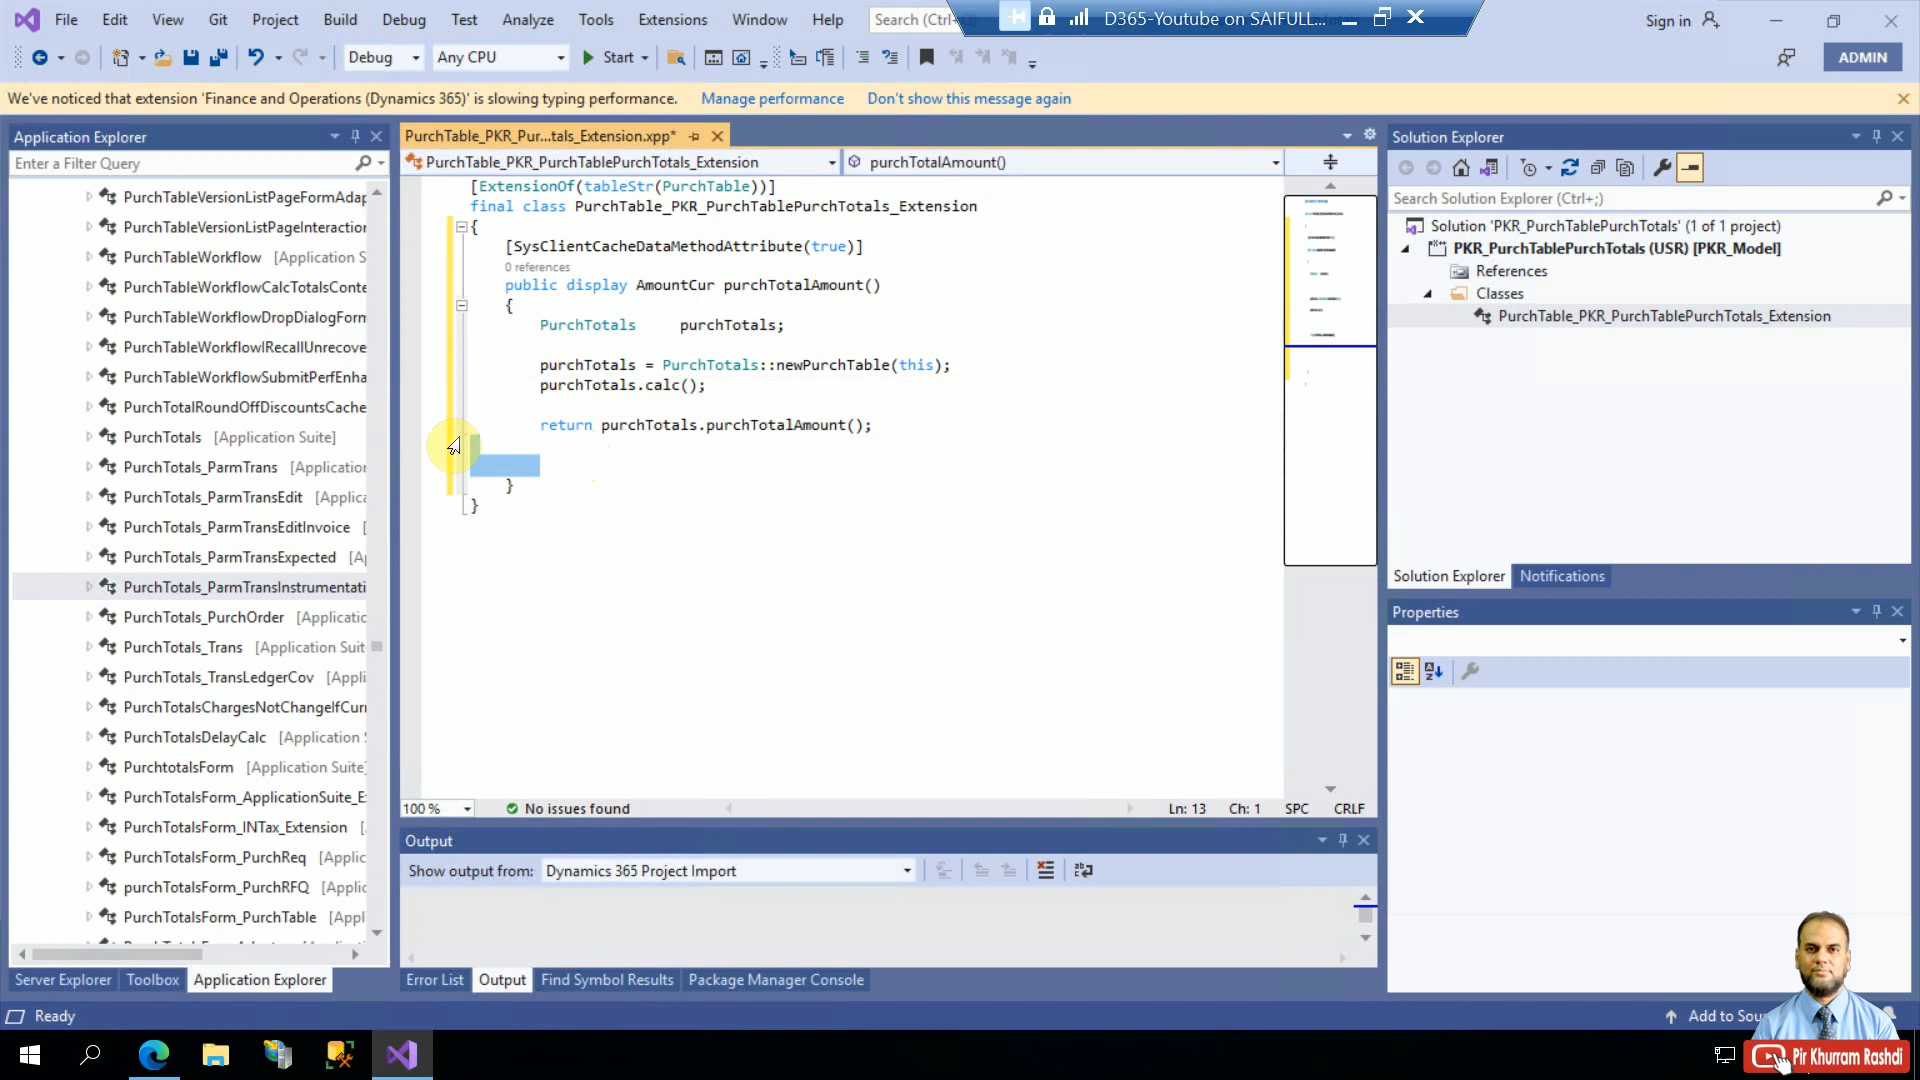 File Edit View Git Project Build Debug Test Analyze Tools Extensions Window Help Search (Ctrl+ D365-Youtube on SAIFULL... Sign in
Debug Any CPU Start ADMIN
We've noticed that extension 'Finance and Operations (Dynamics 365)' is slowing typing performance. Manage performance Don't show this message again
Application Explorer
Enter a Filter Query
PurchTableVersionListPageFormAdap
PurchTableVersionListPageInteraction
PurchTableWorkflow [Application S
PurchTableWorkflowCalcTotalsConte
PurchTableWorkflowDropDialogForm
PurchTableWorkflowIRecallUnrecove
PurchTableWorkflowSubmitPerfEnha
PurchTotalRoundOffDiscountsCache
PurchTotals [Application Suite]
PurchTotals_ParmTrans [Application
PurchTotals_ParmTransEdit [Applica
PurchTotals_ParmTransEditInvoice [
PurchTotals_ParmTransExpected [A
PurchTotals_ParmTransInstrumentati
PurchTotals_PurchOrder [Applicatic
PurchTotals_Trans [Application Suit
PurchTotals_TransLedgerCov [Appli
PurchTotalsChargesNotChangeIfCurr
PurchTotalsDelayCalc [Application
PurchtotalsForm [Application Suite]
PurchTotalsForm_ApplicationSuite_E
PurchTotalsForm_INTax_Extension [
PurchTotalsForm_PurchReq [Applic
purchTotalsForm_PurchRFQ [Applic
PurchTotalsForm_PurchTable [Appl
Server Explorer Toolbox Application Explorer
PurchTable_PKR_Pur...tals_Extension.xpp*
PurchTable_PKR_PurchTablePurchTotals_Extension purchTotalAmount()
[ExtensionOf(tableStr(PurchTable))]
final class PurchTable_PKR_PurchTablePurchTotals_Extension
{
[SysClientCacheDataMethodAttribute(true)]
0 references
public display AmountCur purchTotalAmount()
{
PurchTotals purchTotals;
purchTotals = PurchTotals::newPurchTable(this);
purchTotals.calc();
return purchTotals.purchTotalAmount();
}
}
100 % No issues found Ln: 13 Ch: 1 SPC CRLF
Output
Show output from: Dynamics 365 Project Import
Error List Output Find Symbol Results Package Manager Console
Solution Explorer
Search Solution Explorer (Ctrl+;)
Solution 'PKR_PurchTablePurchTotals' (1 of 1 project)
PKR_PurchTablePurchTotals (USR) [PKR_Model]
References
Classes
PurchTable_PKR_PurchTablePurchTotals_Extension
Solution Explorer Notifications
Properties
Ready Add to Sou
Pir Khurram Rashdi